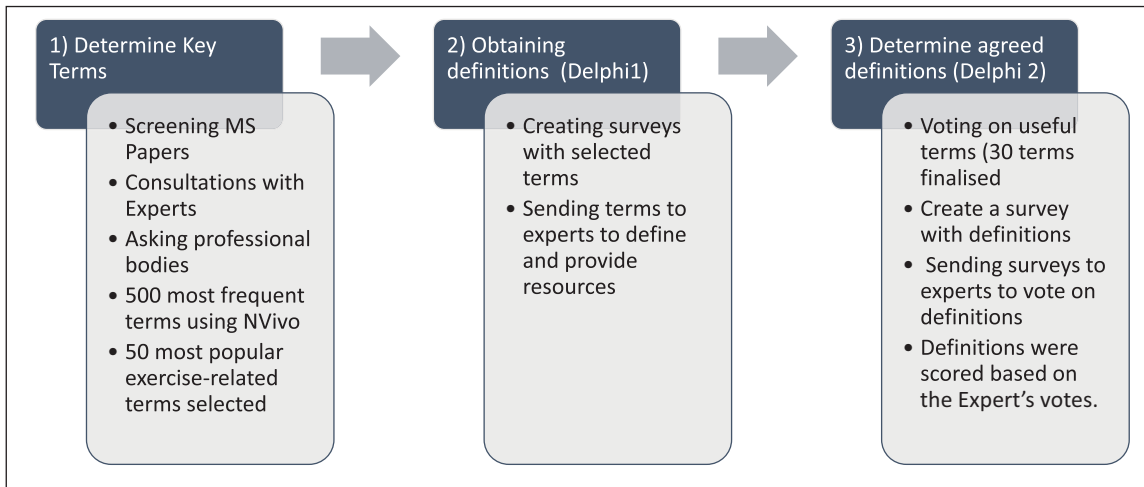 1) Determine Key
Terms
• Screening MS
Papers
• Consultations with
Experts
• Asking professional
bodies
• 500 most frequent
terms using NVivo
• 50 most popular
exercise-related
terms selected
2) Obtaining
definitions (Delphi1)
• Creating surveys
with selected
terms
• Sending terms to
experts to define
and provide
resources
3) Determine agreed
definitions (Delphi 2)
• Voting on useful
terms (30 terms
finalised
• Create a survey
with definitions
• Sending surveys to
experts to vote on
definitions
• Definitions were
scored based on
the Expert’s votes.